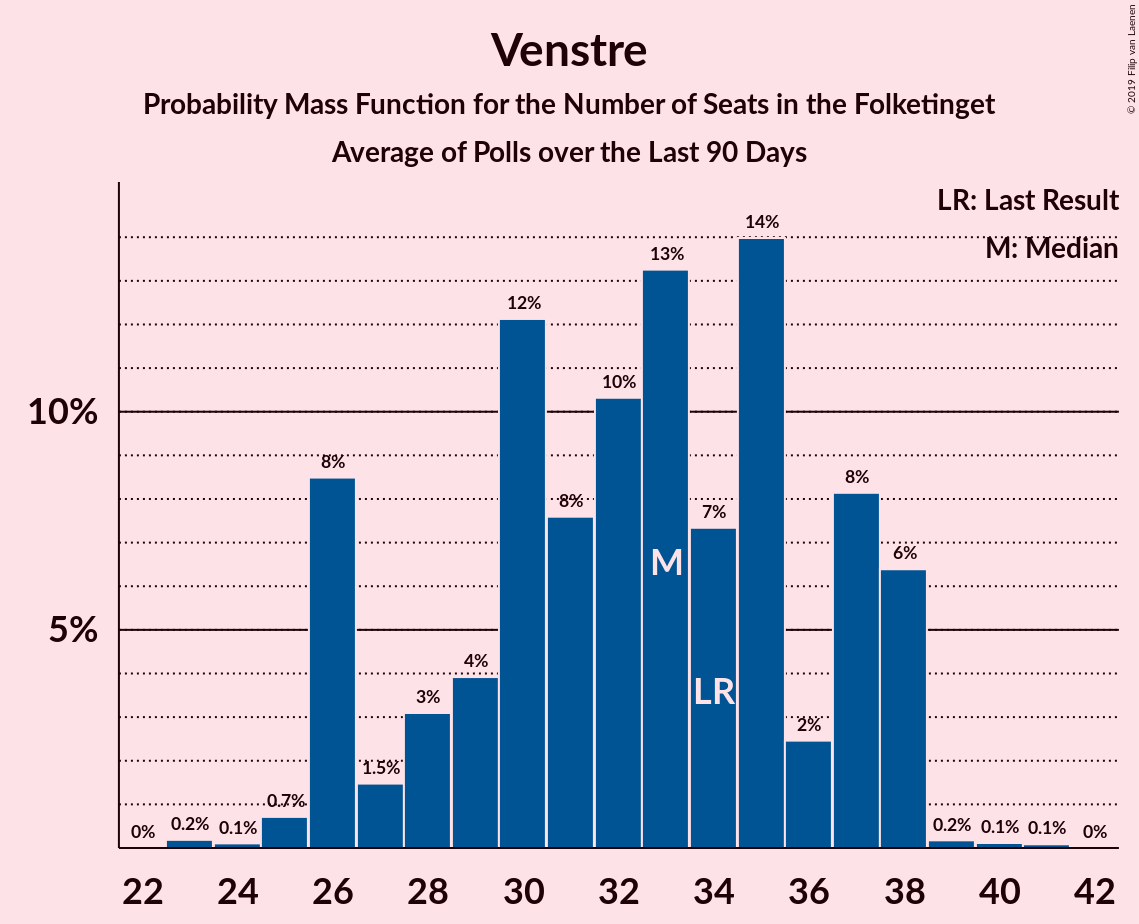 Venstre
Probability Mass Function for the Number of Seats in the Folketinget
Average of Polls over the Last 90 Days
© 2019 Filip van Laenen
LR: Last Result
M: Median
14%
13%
12%
10%
10%
8%
8%
8%
7%
6%
M
5%
4%
LR
3%
2%
1.5%
0.7%
0% 0.2% 0.1% 0.2% 0.1% 0.1% 0%
22 24 26 28 30 32 34 36 38 40 42